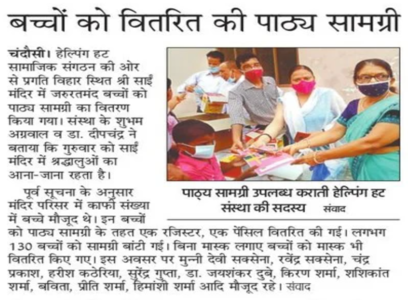 बच्चों को वितरित की पाठ्य सामग्री
चंदौसी। हेल्पिंग हट
सामाजिक संगठन की ओर
से प्रगति विहार स्थित श्री साईं
मंदिर में जरुरतमंद बच्चों को
पाठ्य सामग्री का वितरण
किया गया। संस्था के शुभम
अग्रवाल व डा. दीपचंद्र ने
बताया कि गुरुवार को साईं
मंदिर में श्रद्धालुओं का
आना-जाना रहता है।
पूर्व सूचना के अनुसार
मंदिर परिसर में काफी संख्या
में बच्चे मौजूद थे। इन बच्चों
को पाठ्य सामग्री के तहत एक रजिस्टर, एक पेंसिल वितरित की गई। लगभग
130 बच्चों को सामग्री बांटी गई। बिना मास्क लगाए बच्चों को मास्क भी
वितरित किए गए। इस अवसर पर मुन्नी देवी सक्सेना, रवेंद्र सक्सेना, चंद्र
प्रकाश, हरीश कठेरिया, सुरेंद्र गुप्ता, डा. जयशंकर दुबे, किरण शर्मा, शशिकांत
शर्मा, बविता, प्रीति शर्मा, हिमांशी शर्मा आदि मौजूद रहे। संवाद
पाठ्य सामग्री उपलब्ध कराती हेल्पिंग हट
संस्था की सदस्य संवाद